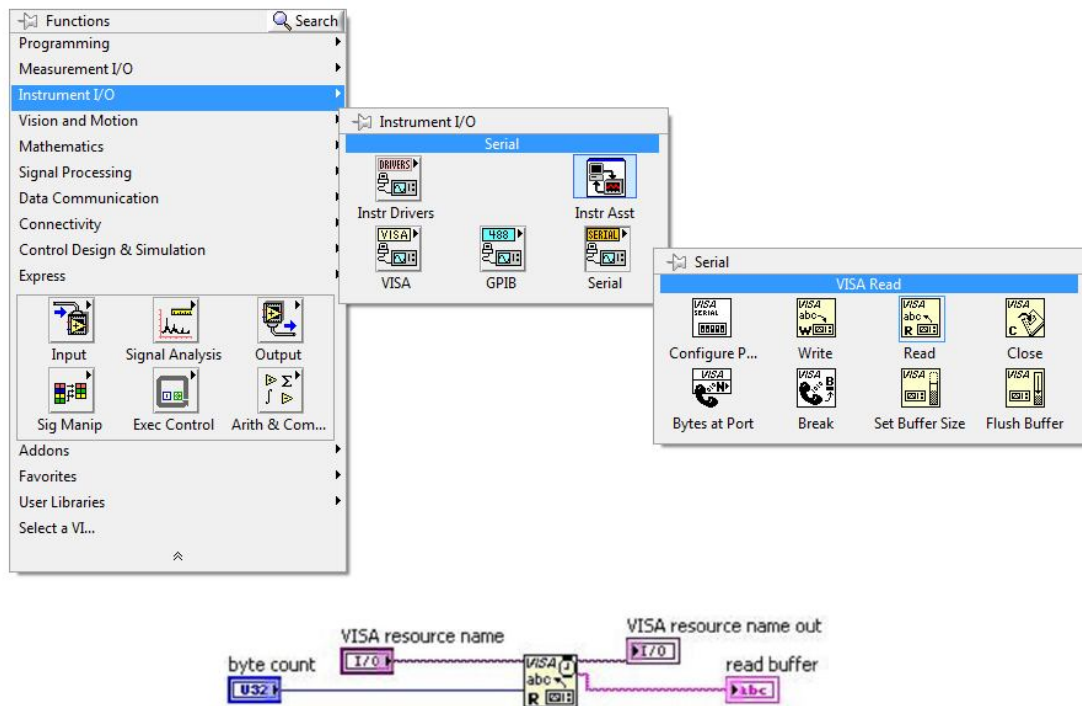 Functions
Search
Programming
Measurement I/O
Instrument I/O
Vision and Motion
Mathematics
Signal Processing
Data Communication
Connectivity
Control Design & Simulation
Express
Input Signal Analysis Output
Sig Manip Exec Control Arith & Com...
Addons
Favorites
User Libraries
Select a VI...
Instrument I/O
Serial
DRIVERS
Instr Drivers Instr Asst
VISA 488 SERIAL
VISA GPIB Serial
Serial
VISA Read
VISA SERIAL VISA abc W VISA abc R VISA C
Configure P... Write Read Close
VISA N B VISA VISA
Bytes at Port Break Set Buffer Size Flush Buffer
VISA resource name
VISA resource name out
I/O
I/O
byte count
read buffer
U32
abc
VISA
abc
R